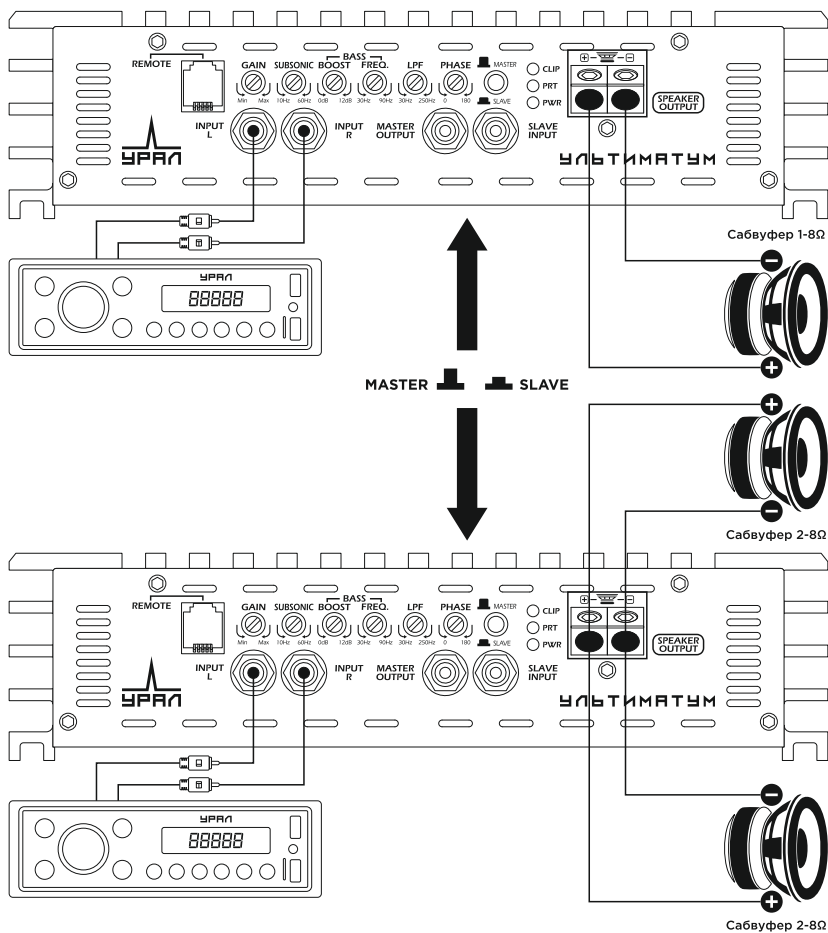 REMOTE
GAIN SUBSONIC BOOST BASS FREQ. LPF PHASE MASTER
Min Max 10Hz 60Hz 0dB 12dB 30Hz 90Hz 30Hz 250Hz 0 180 SLAVE
CLIP
PRT
PWR
+ −
SPEAKER
OUTPUT
INPUT
L
INPUT
R
MASTER
OUTPUT
SLAVE
INPUT
УРАЛ
УЛЬТИМАТУМ
L
R
УРАЛ
88888
Сабвуфер 1-8Ω
−
+
MASTER SLAVE
+
−
Сабвуфер 2-8Ω
REMOTE
GAIN SUBSONIC BOOST BASS FREQ. LPF PHASE MASTER
Min Max 10Hz 60Hz 0dB 12dB 30Hz 90Hz 30Hz 250Hz 0 180 SLAVE
CLIP
PRT
PWR
+ −
SPEAKER
OUTPUT
INPUT
L
INPUT
R
MASTER
OUTPUT
SLAVE
INPUT
УРАЛ
УЛЬТИМАТУМ
УРАЛ
88888
−
+
Сабвуфер 2-8Ω